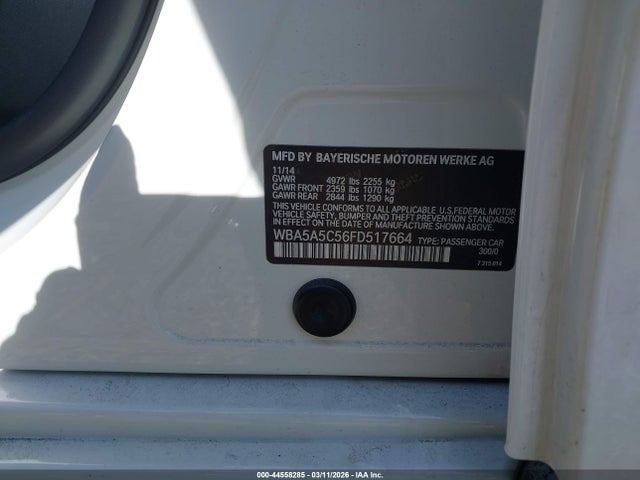 MFD BY BAYERISCHE MOTOREN WERKE AG
11/14
GVWR 4972 lbs 2255 kg
GAWR FRONT 2359 lbs 1070 kg
GAWR REAR 2844 lbs 1290 kg
THIS VEHICLE CONFORMS TO ALL APPLICABLE U.S.FEDERAL MOTOR
VEHICLE SAFETY, BUMPER AND THEFT PREVENTION STANDARDS
IN EFFECT ON THE DATE OF MANUFACTURE SHOWN ABOVE.
WBA5A5C56FD517664 TYPE: PASSENGER CAR
300/0
7 315 614
000-44558285 - 03/11/2026 - IAA Inc.